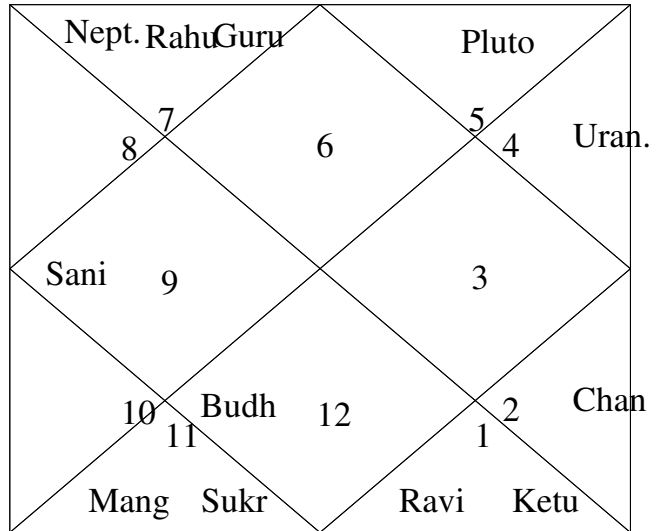 Nept. Rahu Guru Pluto
7 5
8 6 4 Uran.
Sani 9 3
10 Budh 12 2 Chan
11 1
Mang Sukr Ravi Ketu